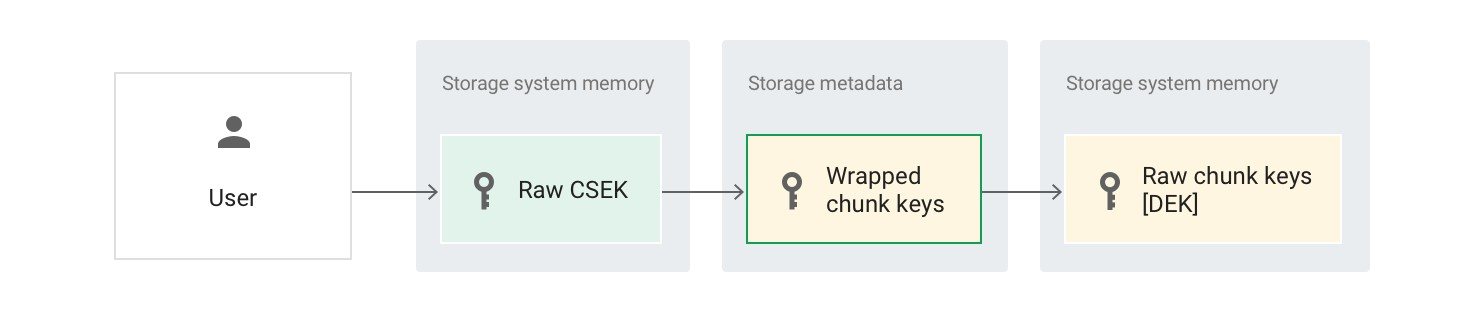 User
Storage system memory
Raw CSEK
Storage metadata
Wrapped
chunk keys
Storage system memory
Raw chunk keys
[DEK]